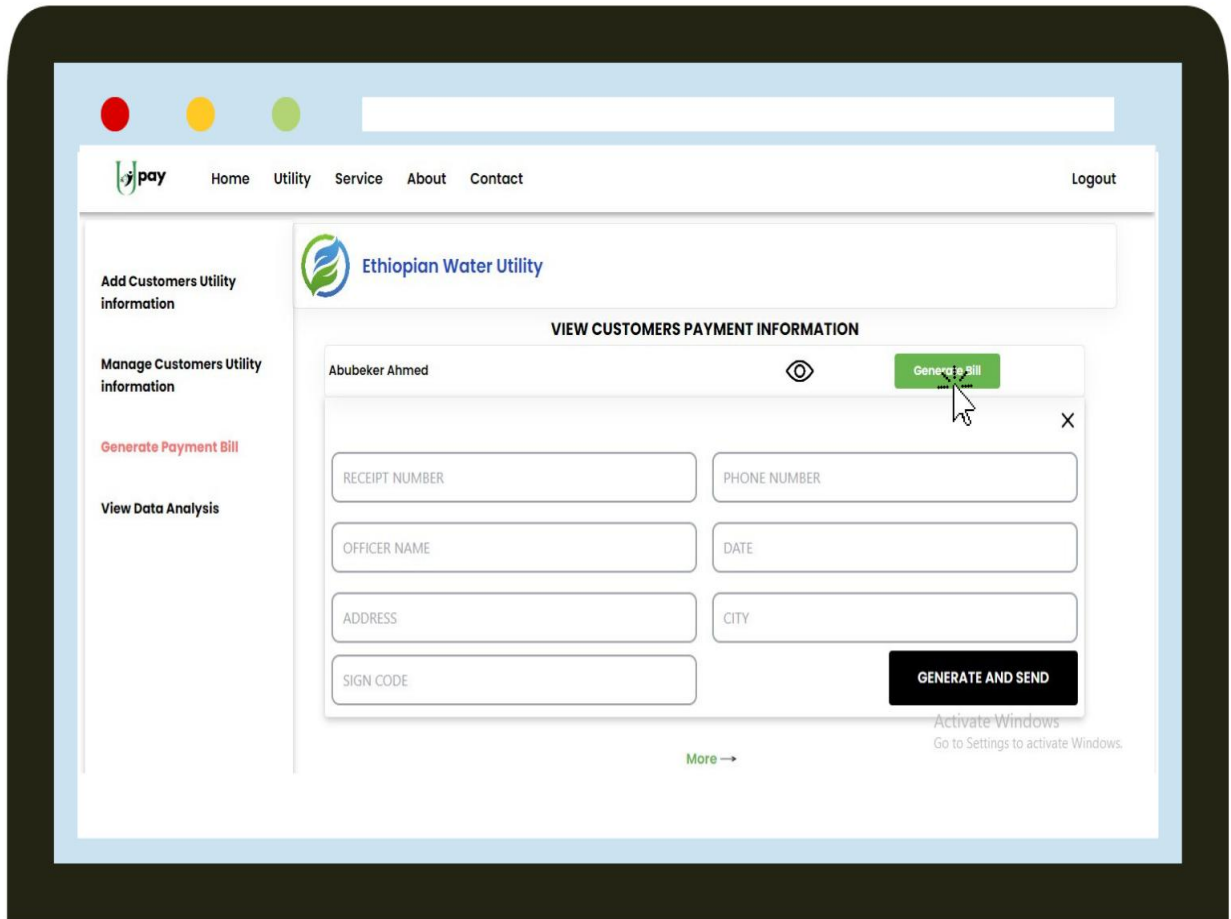 pay
Home Utility Service About Contact Logout
Add Customers Utility
information
Manage Customers Utility
information
Generate Payment Bill
View Data Analysis
Ethiopian Water Utility
VIEW CUSTOMERS PAYMENT INFORMATION
Abubeker Ahmed
Generate Bill
X
RECEIPT NUMBER
PHONE NUMBER
OFFICER NAME
DATE
ADDRESS
CITY
SIGN CODE
GENERATE AND SEND
Activate Windows
Go to Settings to activate Windows.
More →